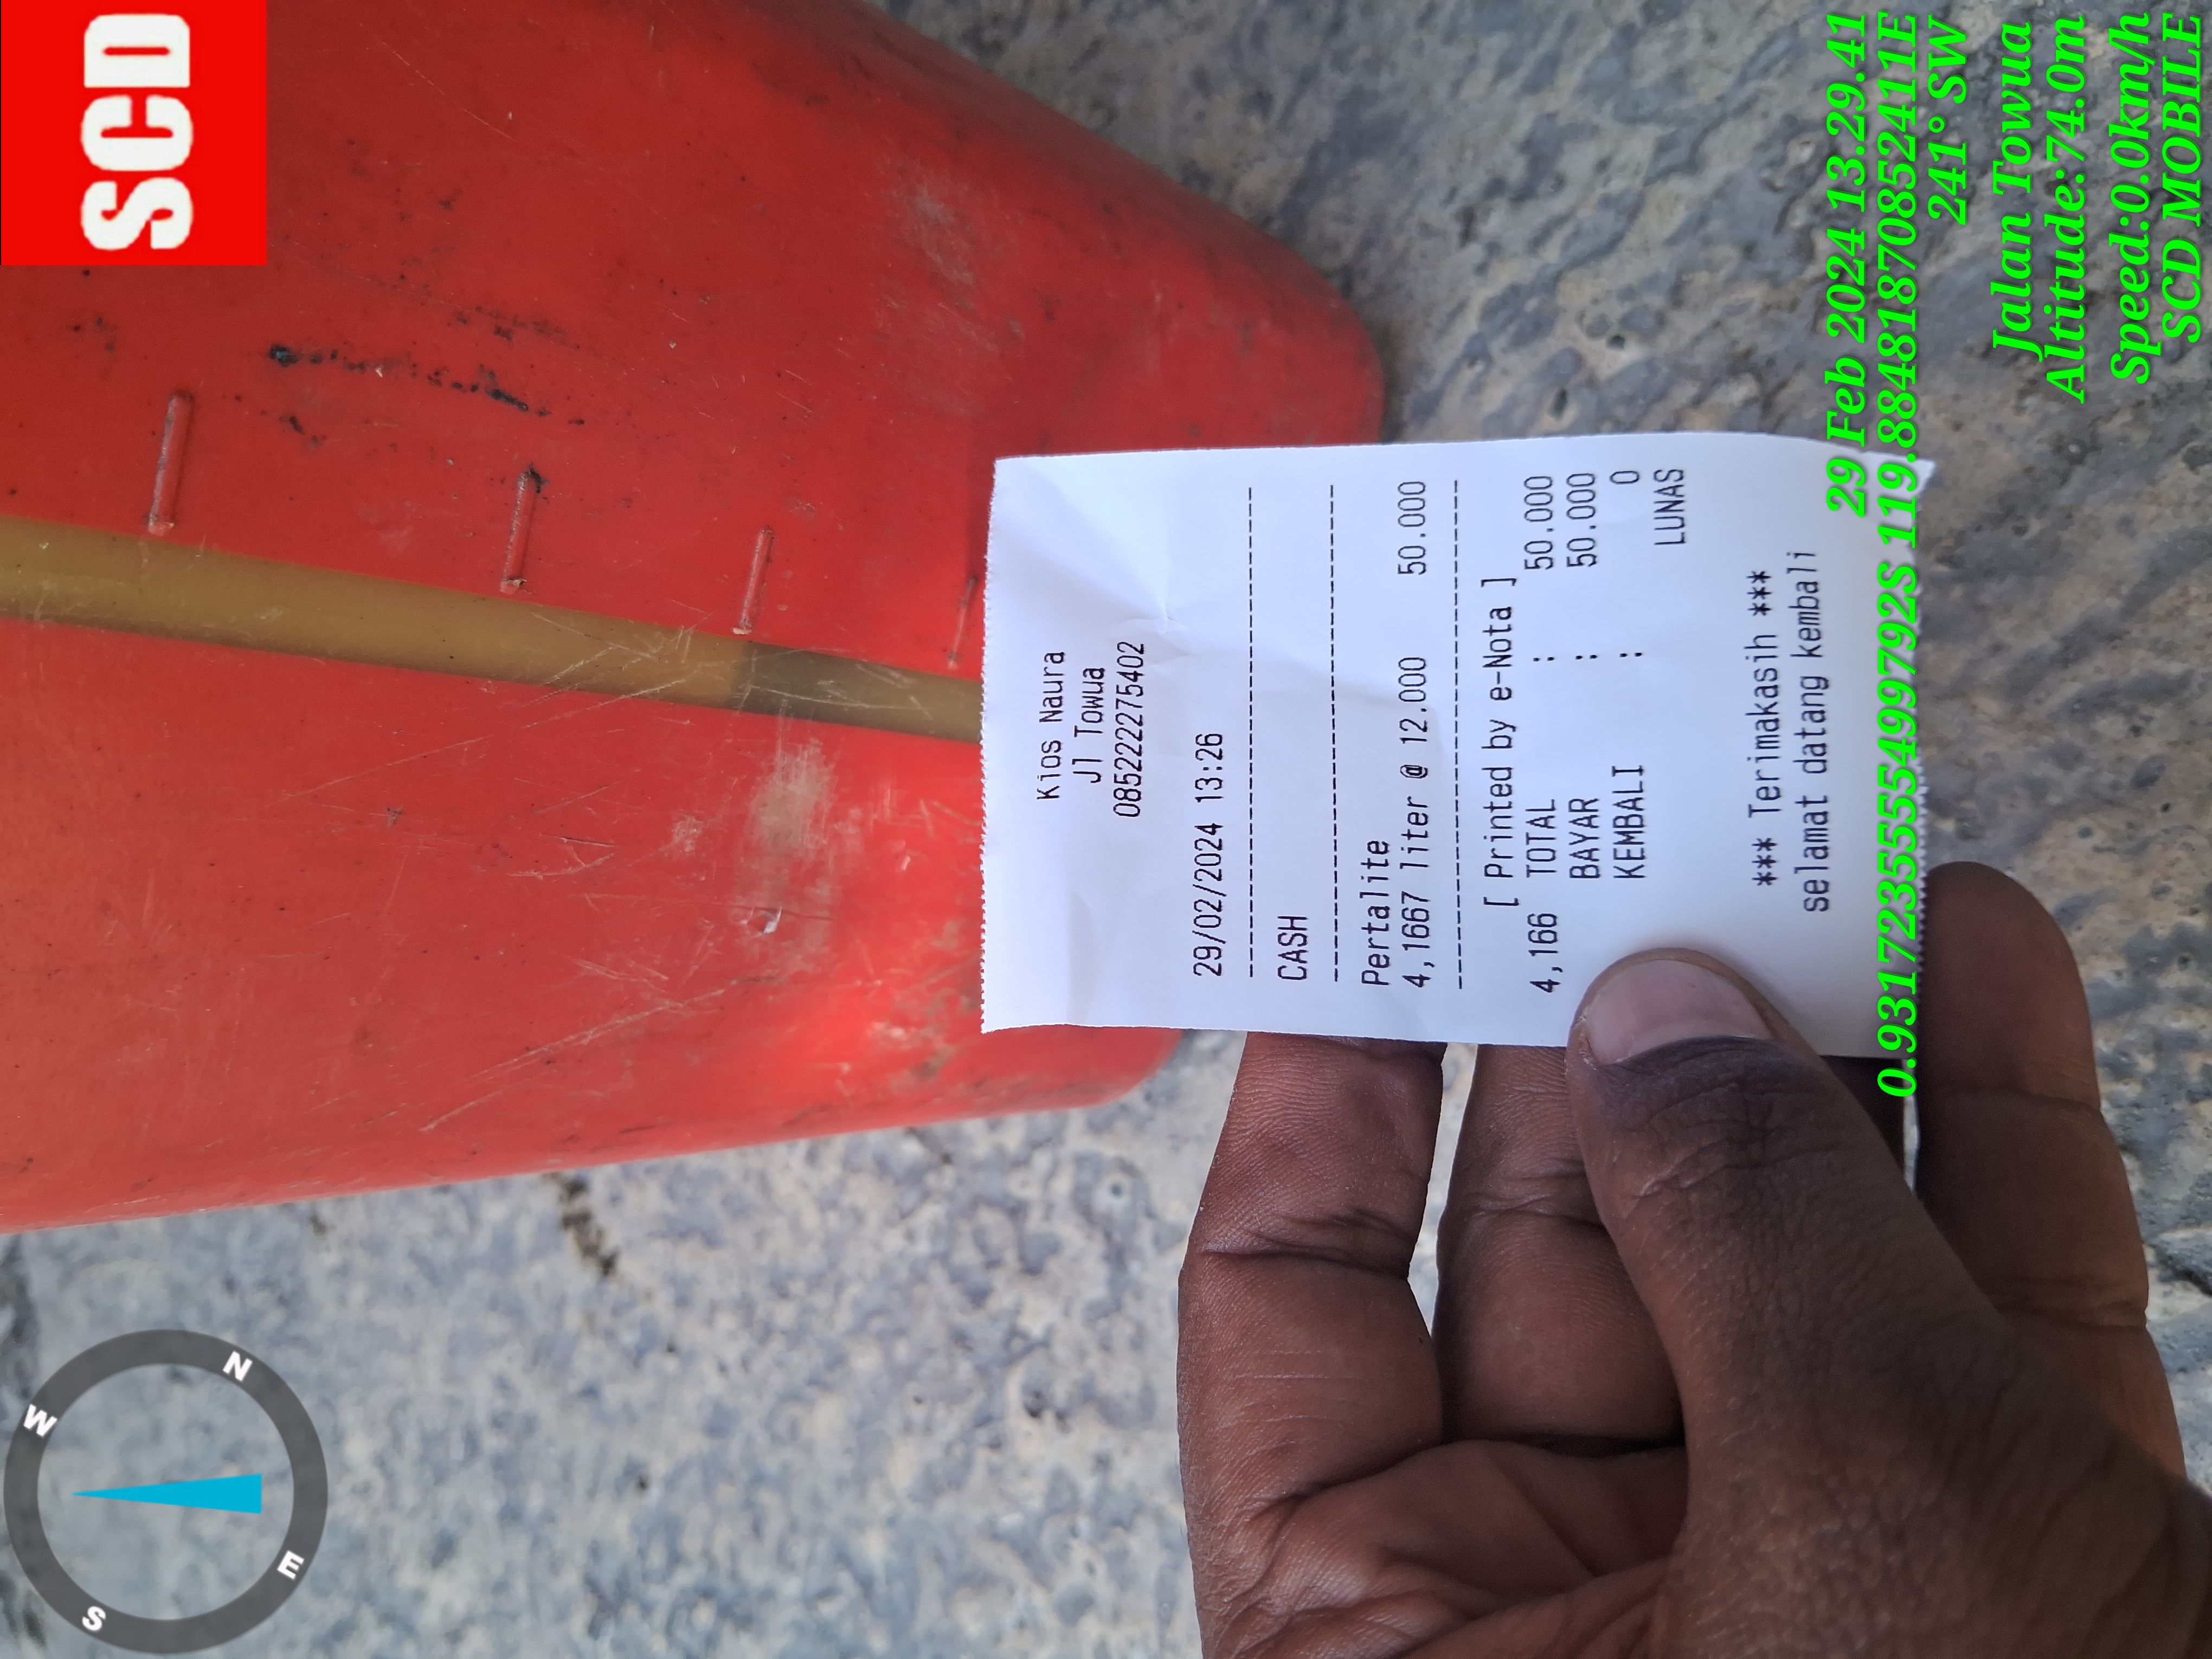 SCD
Kios Naura
Jl Towua
085222275402
29/02/2024 13:26
CASH
Pertalite
4,1667 liter @ 12.000 50.000
[ Printed by e-Nota ]
4,166 TOTAL : 50.000
BAYAR : 50.000
KEMBALI : 0
LUNAS
*** Terimakasih ***
selamat datang kembali
29 Feb 2024 13.29.41
0.9317235555499792S 119.88481870852411E
241° SW
Jalan Towua
Altitude:74.0m
Speed:0.0km/h
SCD MOBILE
N
W
E
S